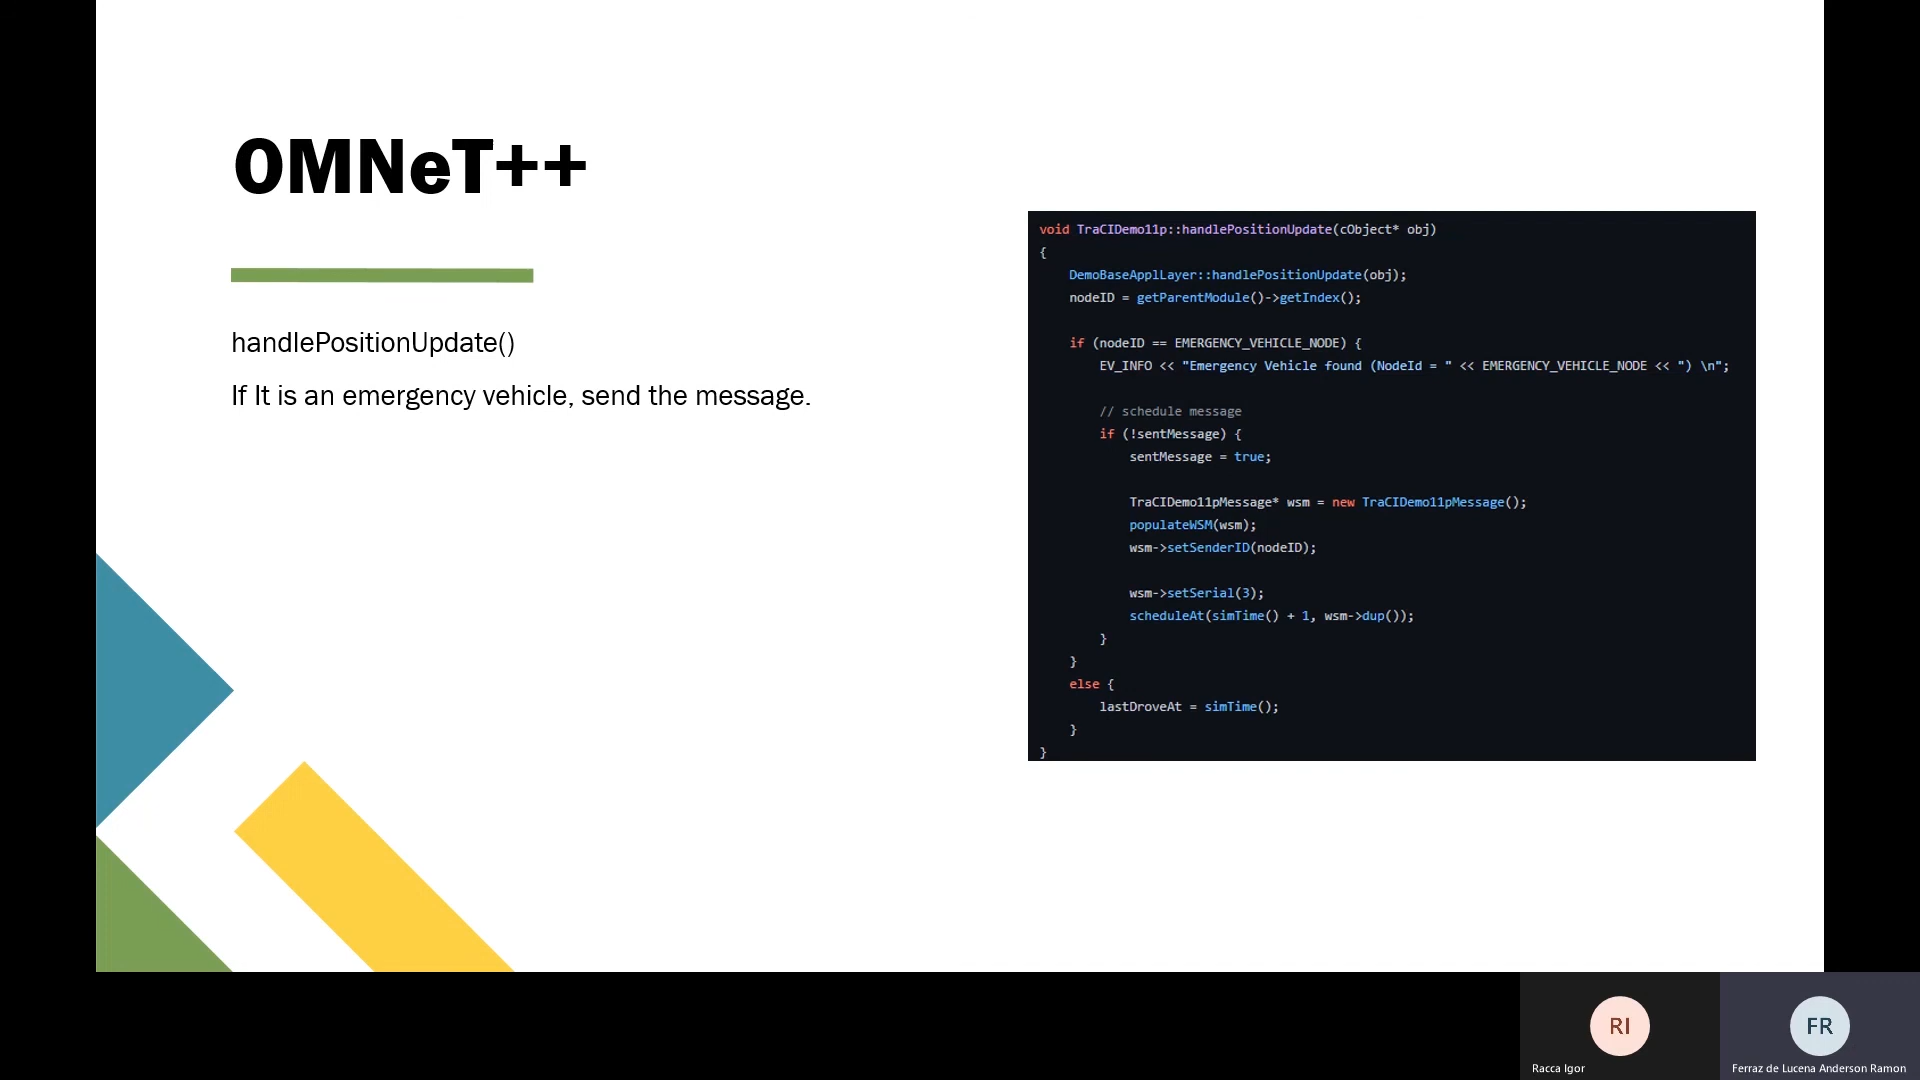 OMNeT++
handlePositionUpdate()
If It is an emergency vehicle, send the message.
void TraCIDemo11p::handlePositionUpdate(cObject* obj)
{
    DemoBaseApplLayer::handlePositionUpdate(obj);
    nodeID = getParentModule()->getIndex();
    if (nodeID == EMERGENCY_VEHICLE_NODE) {
        EV_INFO << "Emergency Vehicle found (NodeId = " << EMERGENCY_VEHICLE_NODE << ") \n";
        // schedule message
        if (!sentMessage) {
            sentMessage = true;
            TraCIDemo11pMessage* wsm = new TraCIDemo11pMessage();
            populateWSM(wsm);
            wsm->setSenderID(nodeID);
            wsm->setSerial(3);
            scheduleAt(simTime() + 1, wsm->dup());
        }
    }
    else {
        lastDroveAt = simTime();
    }
}
RI
FR
Racca Igor
Ferraz de Lucena Anderson Ramon